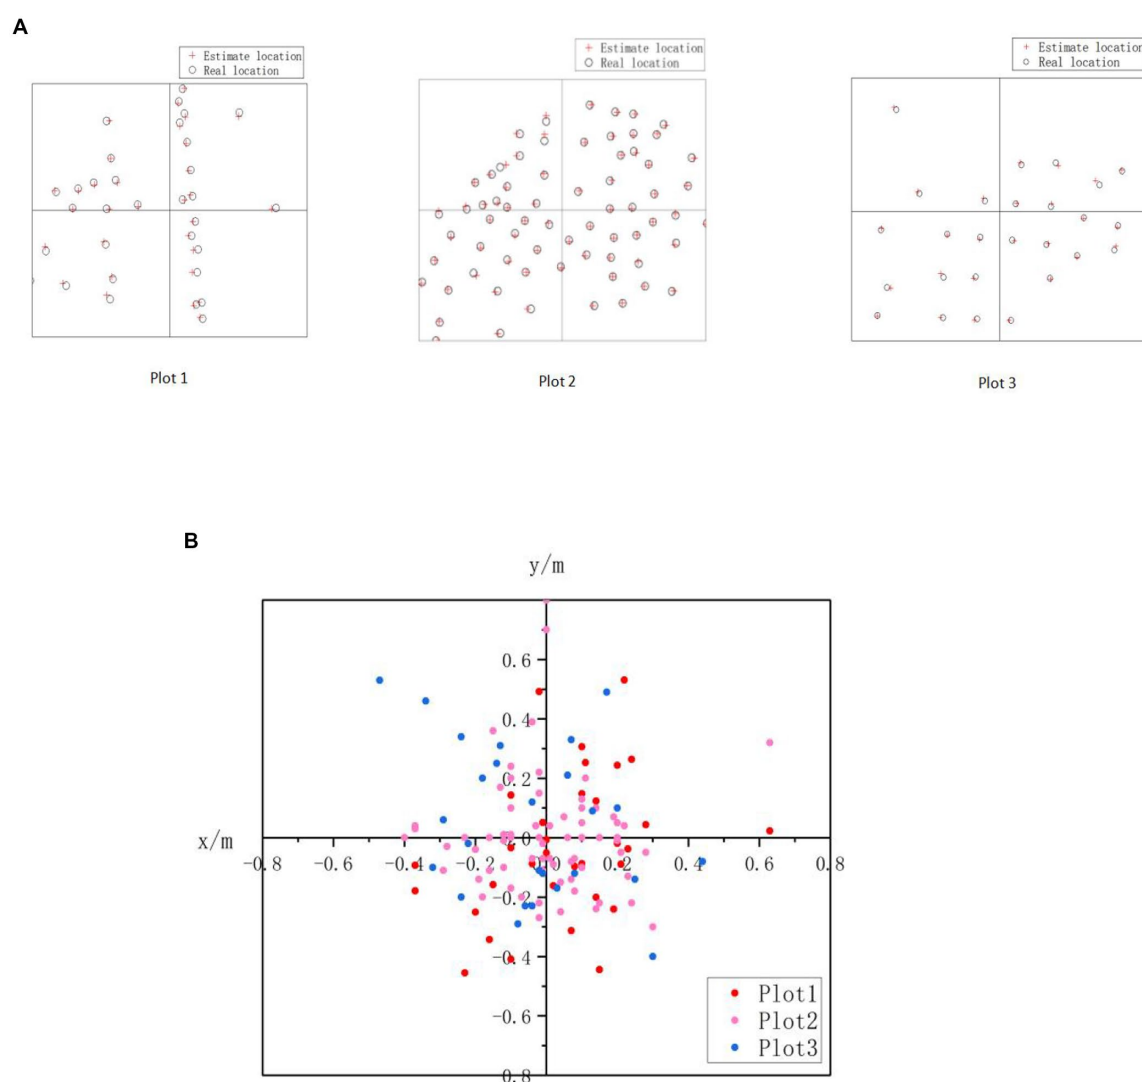 A
+ Estimate location
○ Real location
+ Estimate location
○ Real location
+ Estimate location
○ Real location
Plot 1
Plot 2
Plot 3
B
y/m
0.6
0.4
0.2
x/m
-0.8 -0.6 -0.4 -0.2 0 0.2 0.4 0.6 0.8
-0.2
-0.4
-0.6
0.8
Plot1
Plot2
Plot3